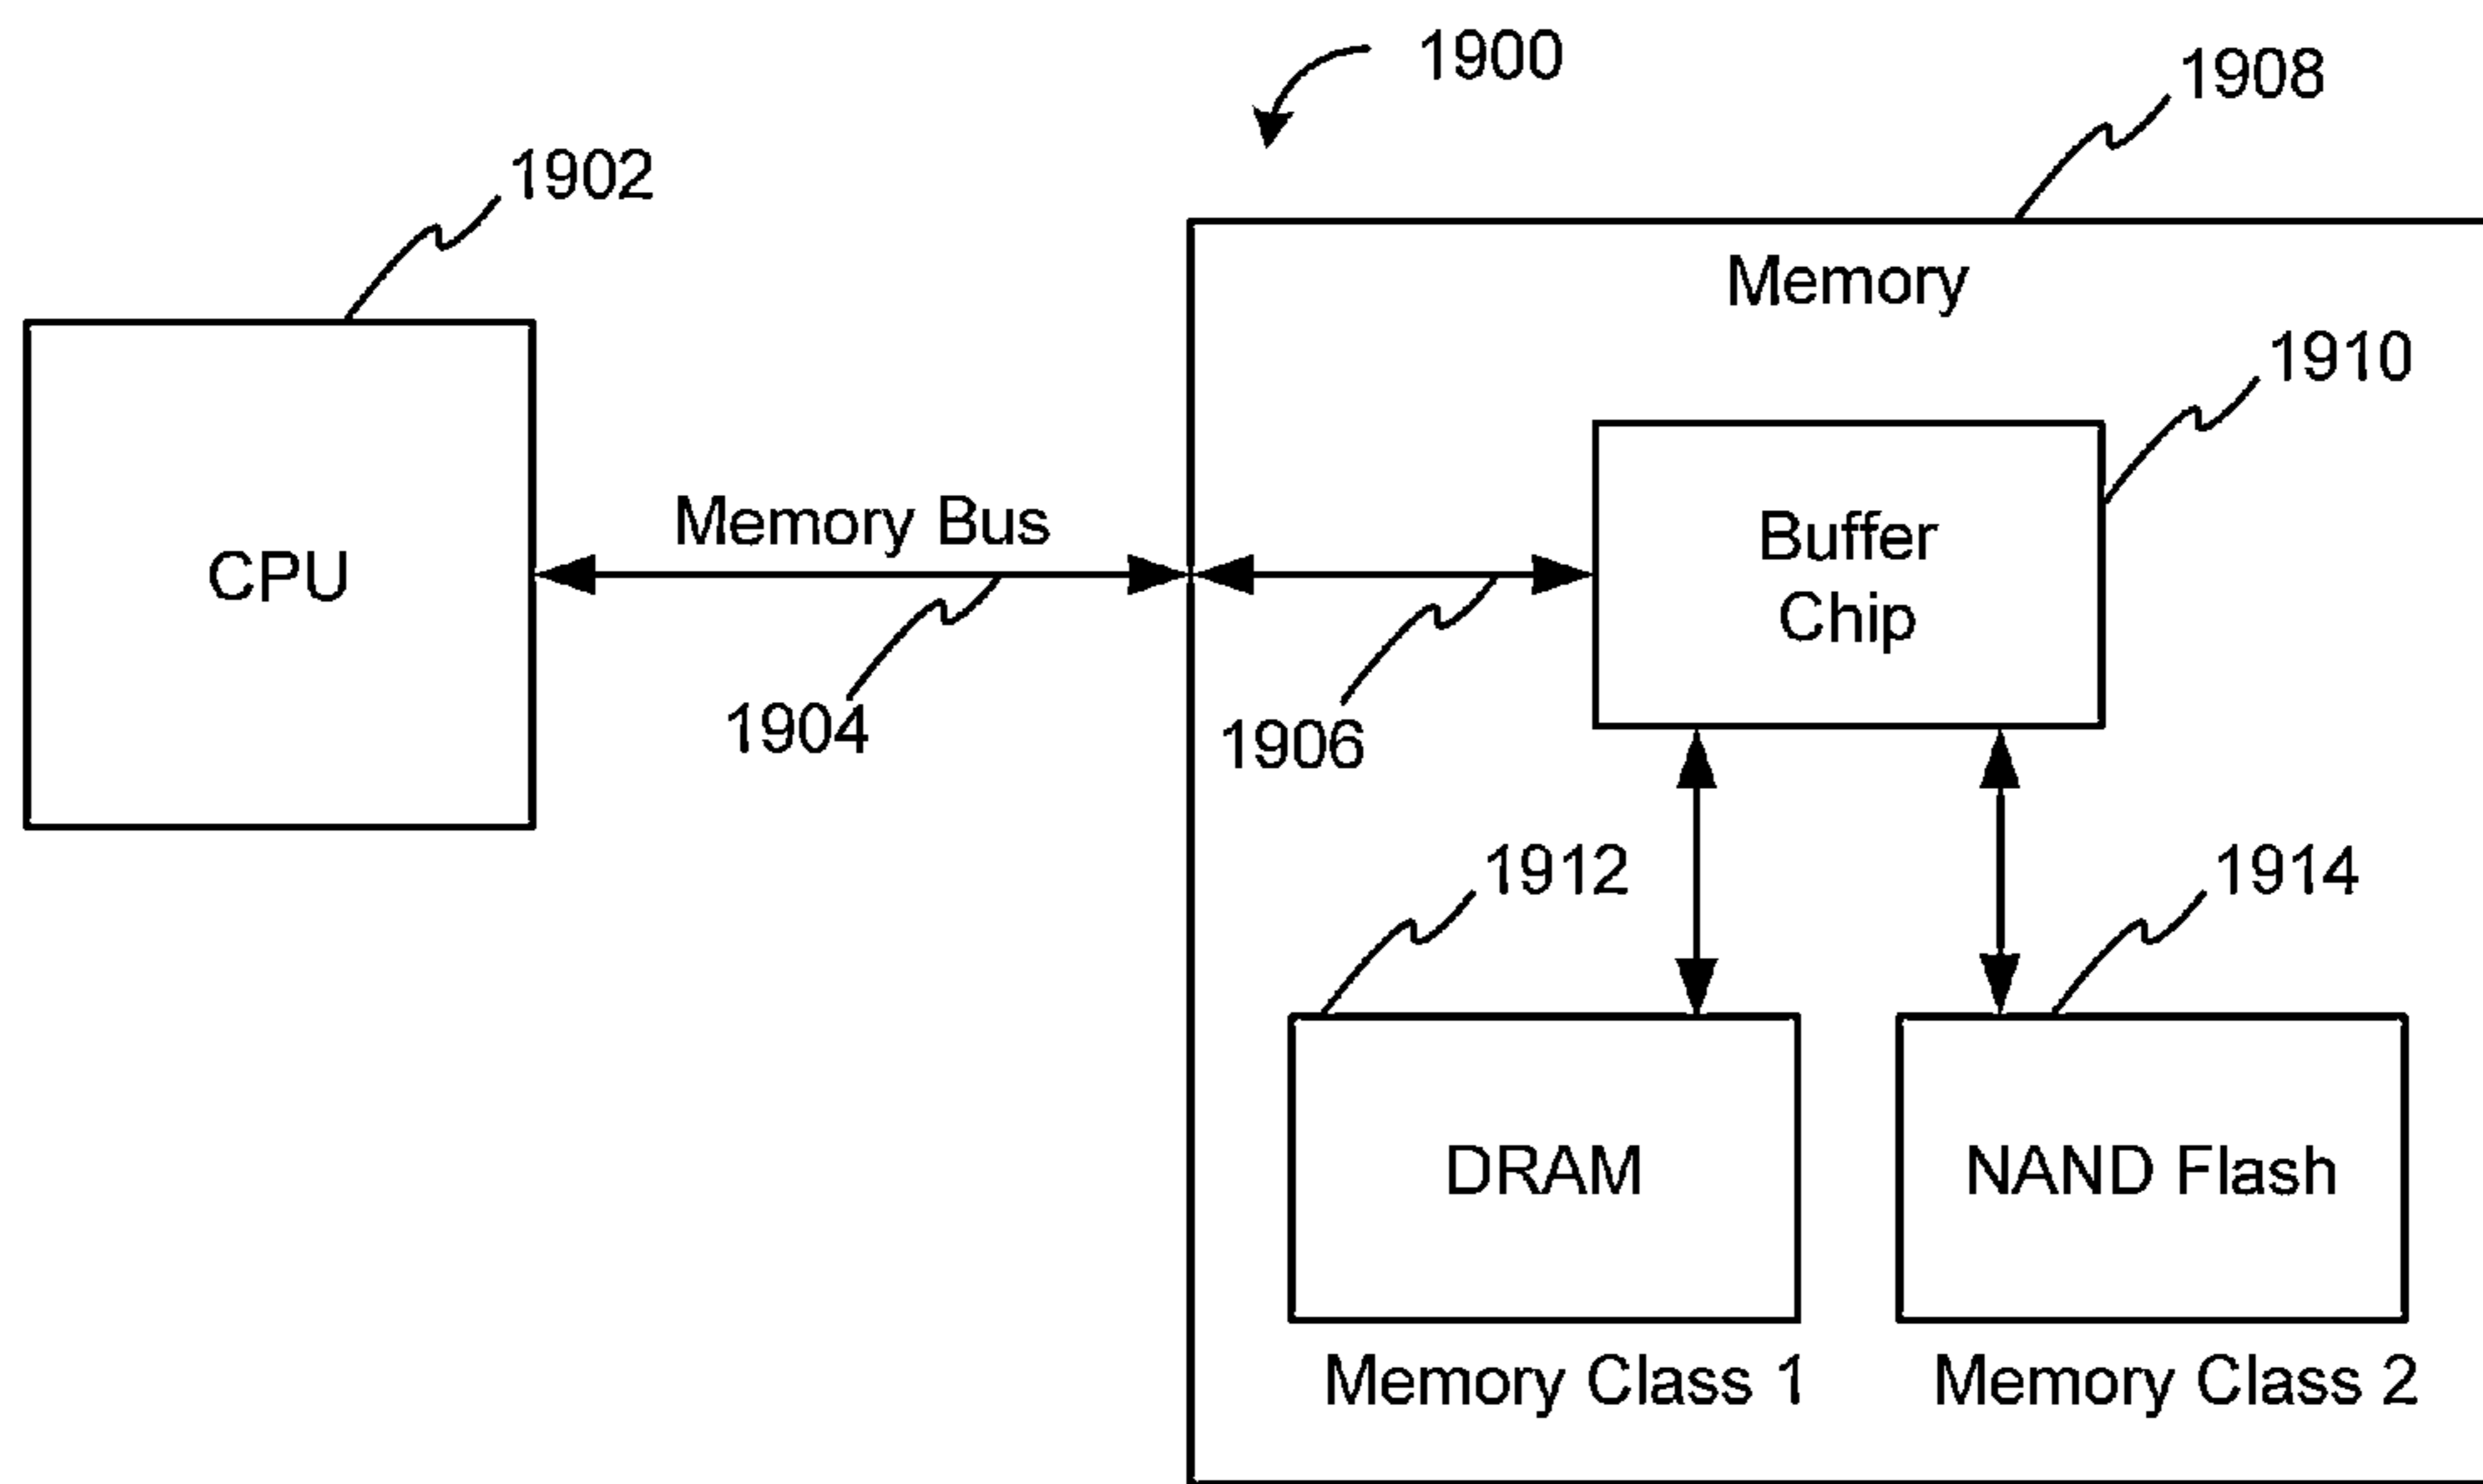 1900
1908
1902
Memory
1910
Memory Bus
Buffer
Chip
CPU
1904
1906
1912
1914
DRAM
NAND Flash
Memory Class 1
Memory Class 2